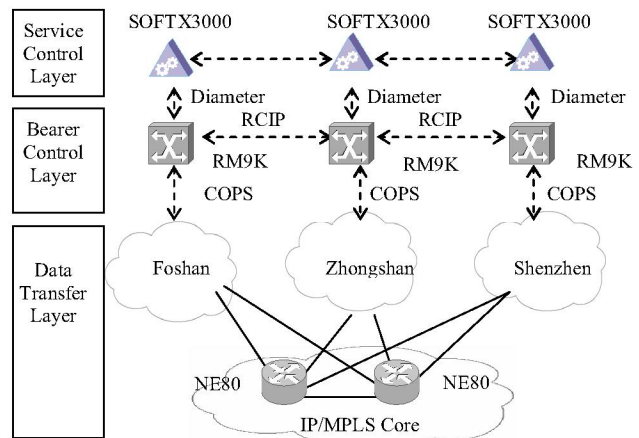 Service
Control
Layer
SOFTX3000 SOFTX3000 SOFTX3000
Diameter Diameter Diameter
Bearer
Control
Layer
RCIP RCIP
RM9K RM9K RM9K
COPS COPS COPS
Data
Transfer
Layer
Foshan Zhongshan Shenzhen
NE80 NE80
IP/MPLS Core